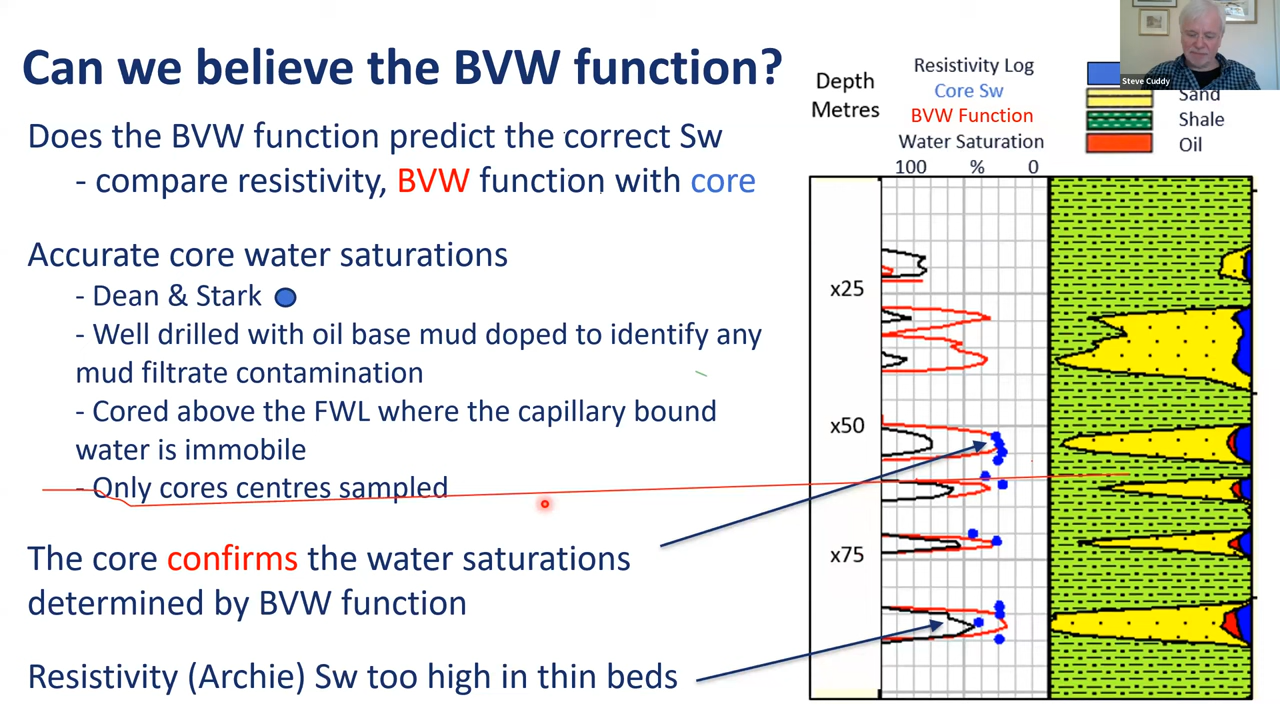 Can we believe the BVW function?
Does the BVW function predict the correct Sw
- compare resistivity, BVW function with core
Accurate core water saturations
- Dean & Stark
- Well drilled with oil base mud doped to identify any
mud filtrate contamination
- Cored above the FWL where the capillary bound
water is immobile
- Only cores centres sampled
The core confirms the water saturations
determined by BVW function
Resistivity (Archie) Sw too high in thin beds
Depth
Metres
Resistivity Log
Core Sw
BVW Function
Water Saturation
100 % 0
Steve Cuddy
Sand
Shale
Oil
x25
x50
x75